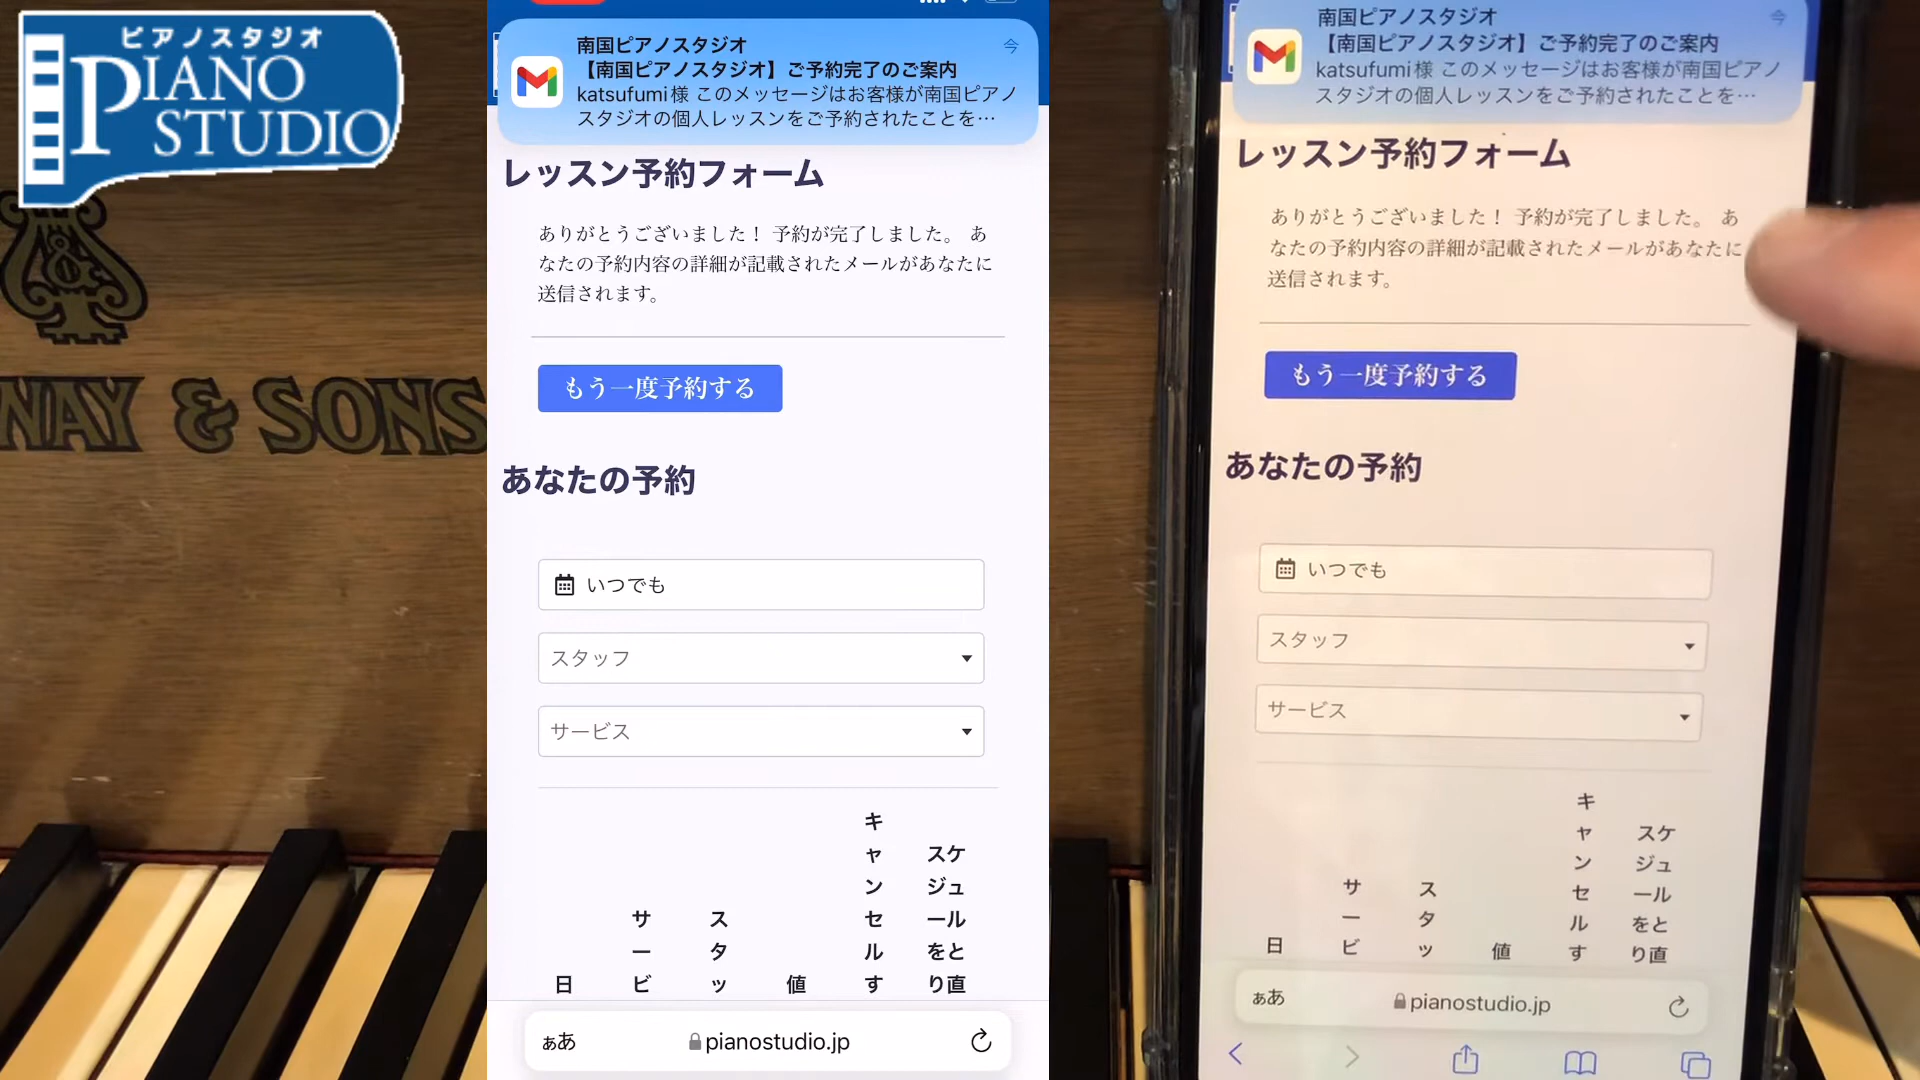 ピアノスタジオ
PIANO
STUDIO
NAY & SONS
南国ピアノスタジオ
今
【南国ピアノスタジオ】ご予約完了のご案内
katsufumi様 このメッセージはお客様が南国ピアノ
スタジオの個人レッスンをご予約されたことを…
レッスン予約フォーム
ありがとうございました！ 予約が完了しました。 あ
なたの予約内容の詳細が記載されたメールがあなたに
送信されます。
もう一度予約する
あなたの予約
いつでも
スタッフ
サービス
日
サービ
スタッ
値
キャンセルす
スケジュールをとり直
ぁあ
pianostudio.jp
南国ピアノスタジオ
今
【南国ピアノスタジオ】ご予約完了のご案内
katsufumi様 このメッセージはお客様が南国ピアノ
スタジオの個人レッスンをご予約されたことを…
レッスン予約フォーム
ありがとうございました！ 予約が完了しました。 あ
なたの予約内容の詳細が記載されたメールがあなたに
送信されます。
もう一度予約する
あなたの予約
いつでも
スタッフ
サービス
日
サービ
スタッ
値
キャンセルす
スケジュールをとり直
ぁあ
pianostudio.jp